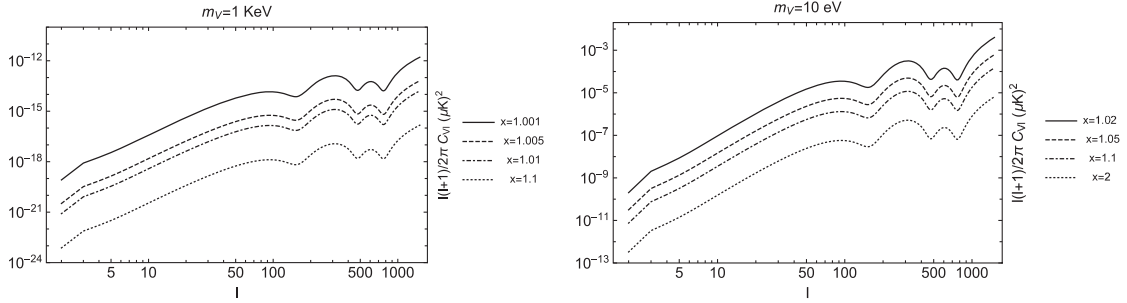 m_V=1 KeV
10^-12
10^-15
10^-18
10^-21
10^-24
5 10 50 100 500 1000
l
x=1.001
x=1.005
x=1.01
x=1.1
l(l+1)/2π C_Vl (μK)^2
m_V=10 eV
10^-3
10^-5
10^-7
10^-9
10^-11
10^-13
5 10 50 100 500 1000
l
l(l+1)/2π C_Vl (μK)^2
x=1.02
x=1.05
x=1.1
x=2